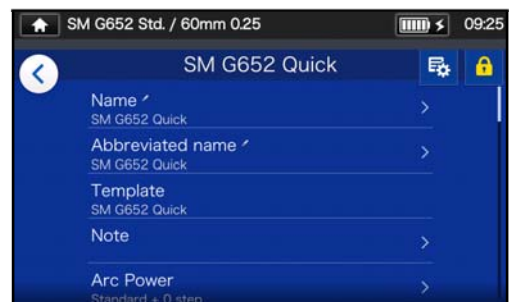 SM G652 Std. / 60mm 0.25 09:25
SM G652 Quick
Name
SM G652 Quick
Abbreviated name
SM G652 Quick
Template
SM G652 Quick
Note
Arc Power
Standard + 0 step